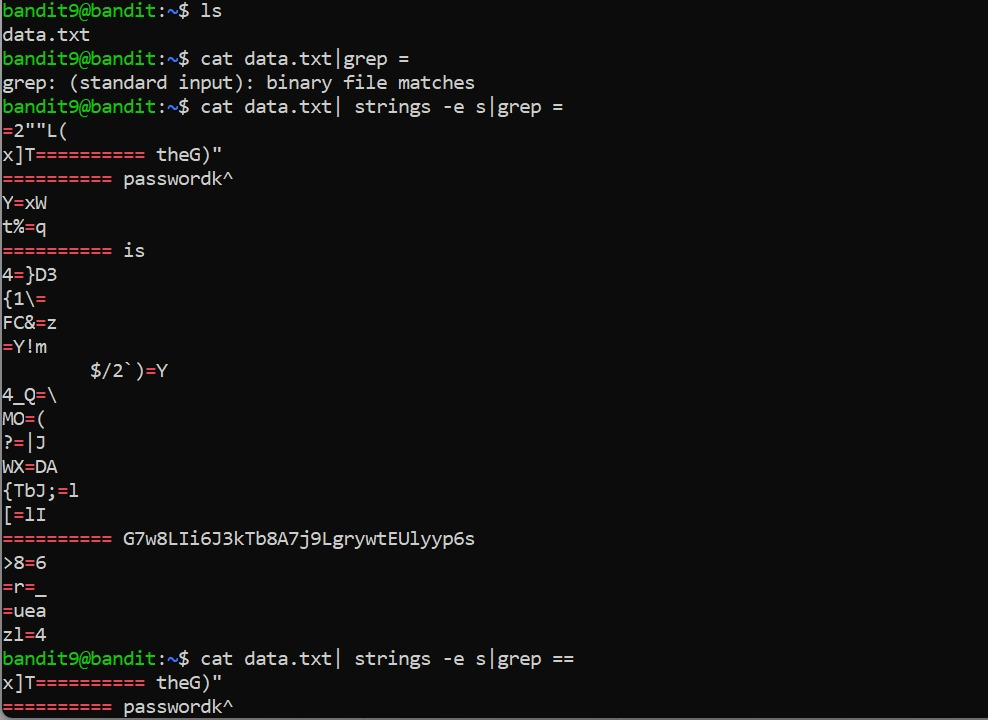 bandit9@bandit:~$ ls
data.txt
bandit9@bandit:~$ cat data.txt|grep =
grep: (standard input): binary file matches
bandit9@bandit:~$ cat data.txt| strings -e s|grep =
=2""L(
x]T========== theG)"
========== passwordk^
Y=xW
t%=q
========== is
4=}D3
{1\=
FC&=z
=Y!m
        $/2`)=Y
4_Q=\
MO=(
?=|J
WX=DA
{TbJ;=l
[=lI
========== G7w8LIi6J3kTb8A7j9LgrywtEUlyyp6s
>8=6
=r=_
=uea
zl=4
bandit9@bandit:~$ cat data.txt| strings -e s|grep ==
x]T========== theG)"
========== passwordk^